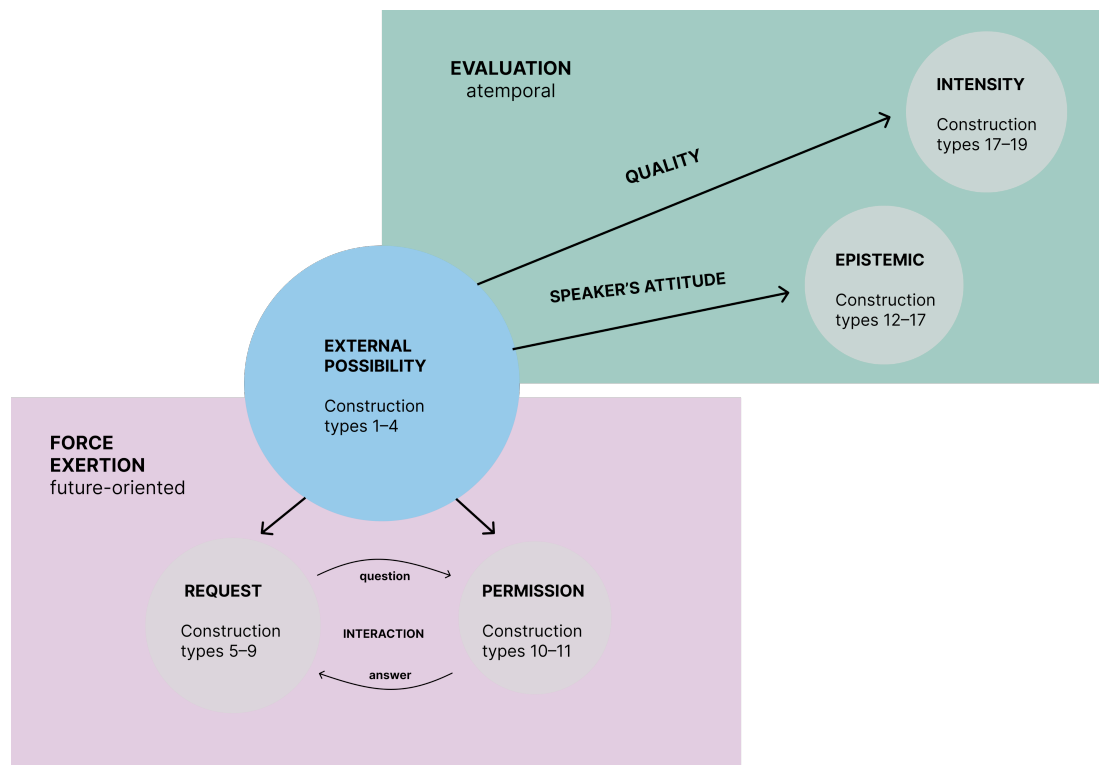 EVALUATION
atemporal
INTENSITY
Construction
types 17–19
QUALITY
EPISTEMIC
Construction
types 12–17
SPEAKER’S ATTITUDE
EXTERNAL
POSSIBILITY
Construction
types 1–4
FORCE
EXERTION
future-oriented
REQUEST
Construction
types 5–9
question
INTERACTION
answer
PERMISSION
Construction
types 10–11